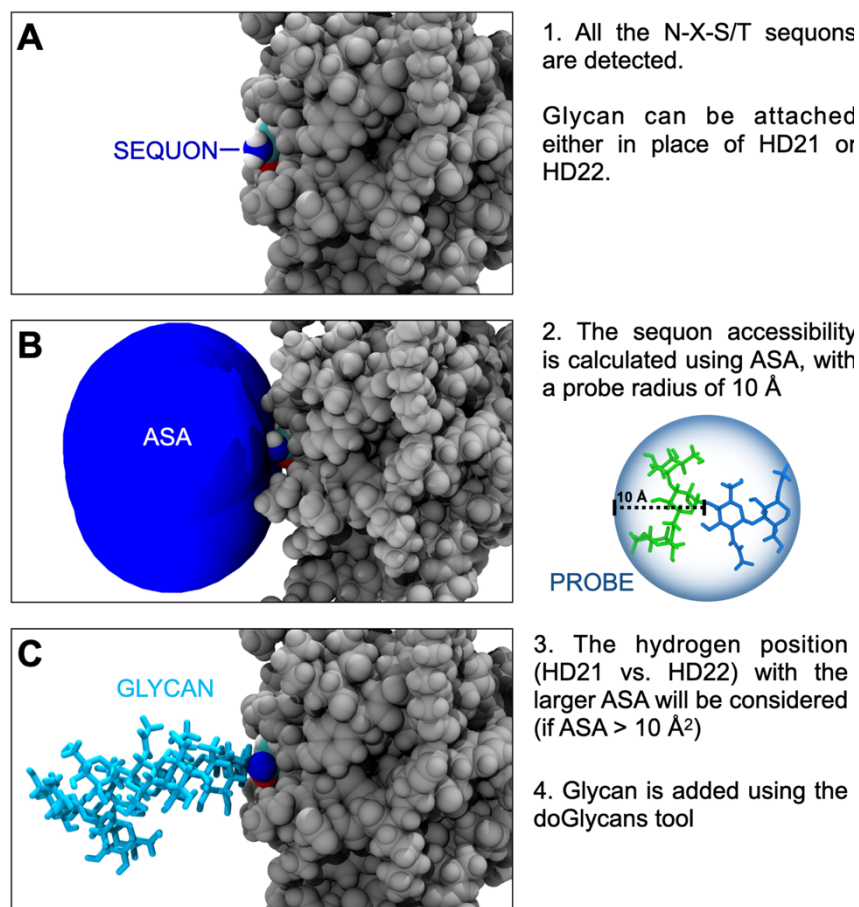 A
SEQUON
1. All the N-X-S/T sequons
are detected.
Glycan can be attached
either in place of HD21 or
HD22.
B
ASA
2. The sequon accessibility
is calculated using ASA, with
a probe radius of 10 Å
10 Å
PROBE
C
GLYCAN
3. The hydrogen position
(HD21 vs. HD22) with the
larger ASA will be considered
(if ASA > 10 Å²)
4. Glycan is added using the
doGlycans tool